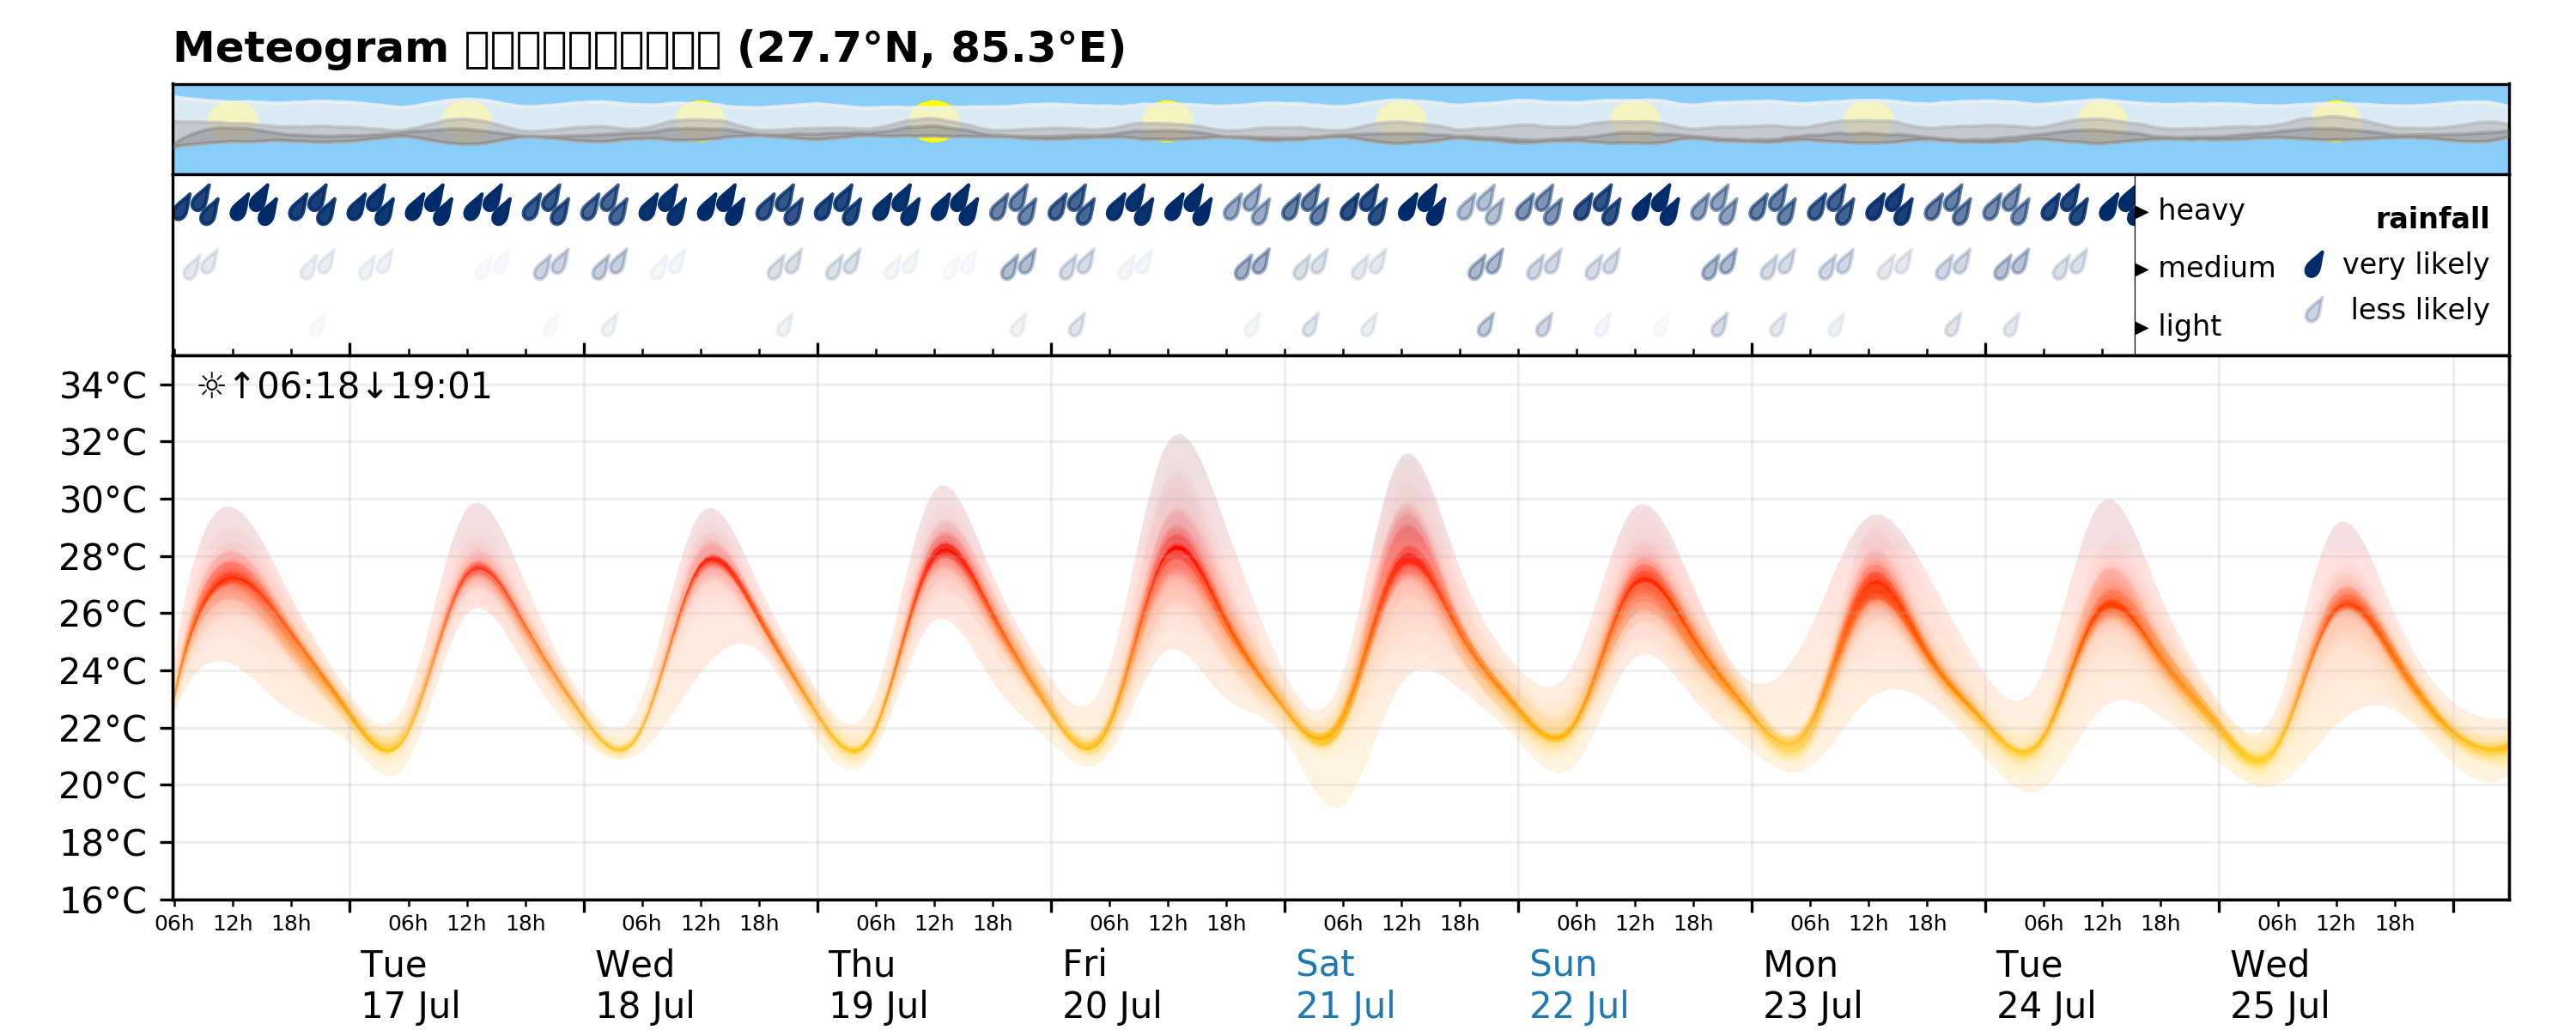 Meteogram □□□□□□□□□□ (27.7°N, 85.3°E)
▸ heavy
rainfall
▸ medium
very likely
less likely
▸ light
☼↑06:18↓19:01
34°C
32°C
30°C
28°C
26°C
24°C
22°C
20°C
18°C
16°C
06h 12h 18h 06h 12h 18h 06h 12h 18h 06h 12h 18h 06h 12h 18h 06h 12h 18h 06h 12h 18h 06h 12h 18h 06h 12h 18h 06h 12h 18h
Tue Wed Thu Fri Sat Sun Mon Tue Wed
17 Jul 18 Jul 19 Jul 20 Jul 21 Jul 22 Jul 23 Jul 24 Jul 25 Jul